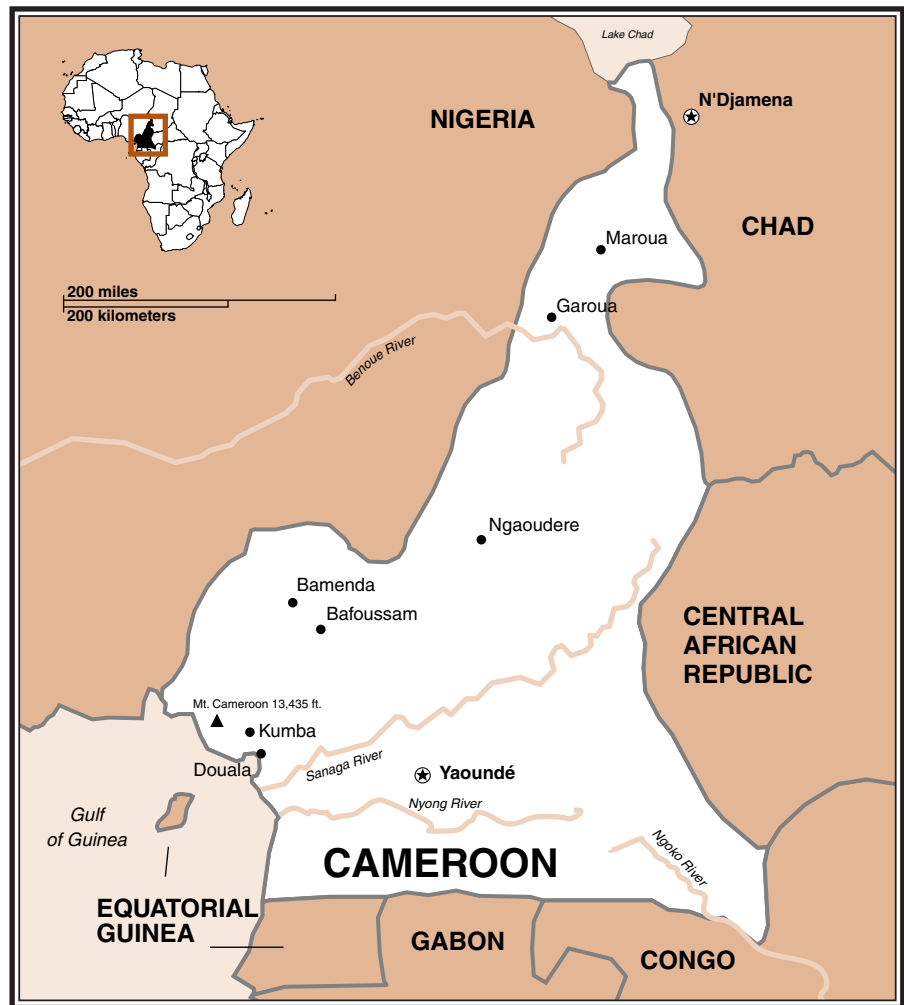 Lake Chad
N'Djamena
NIGERIA
CHAD
Maroua
200 miles
200 kilometers
Garoua
Benoue River
Ngaoudere
Bamenda
Bafoussam
CENTRAL
AFRICAN
REPUBLIC
Mt. Cameroon 13,435 ft.
Kumba
Douala
Sanaga River
Yaoundé
Nyong River
Gulf
of Guinea
CAMEROON
Ngoko River
EQUATORIAL
GUINEA
GABON
CONGO